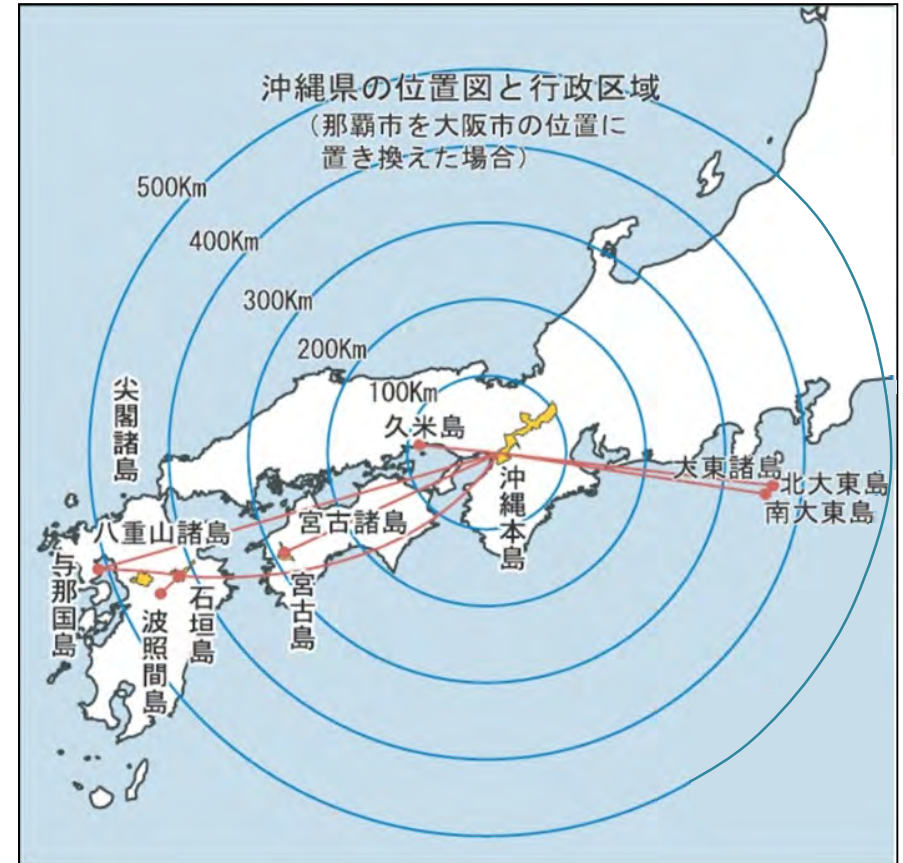 沖縄県の位置図と行政区域
(那覇市を大阪市の位置に
置き換えた場合)
500Km
400Km
300Km
200Km
100Km
尖閣諸島
久米島
沖縄本島
大東諸島
北大東島
南大東島
宮古諸島
宮古島
八重山諸島
石垣島
波照間島
与那国島